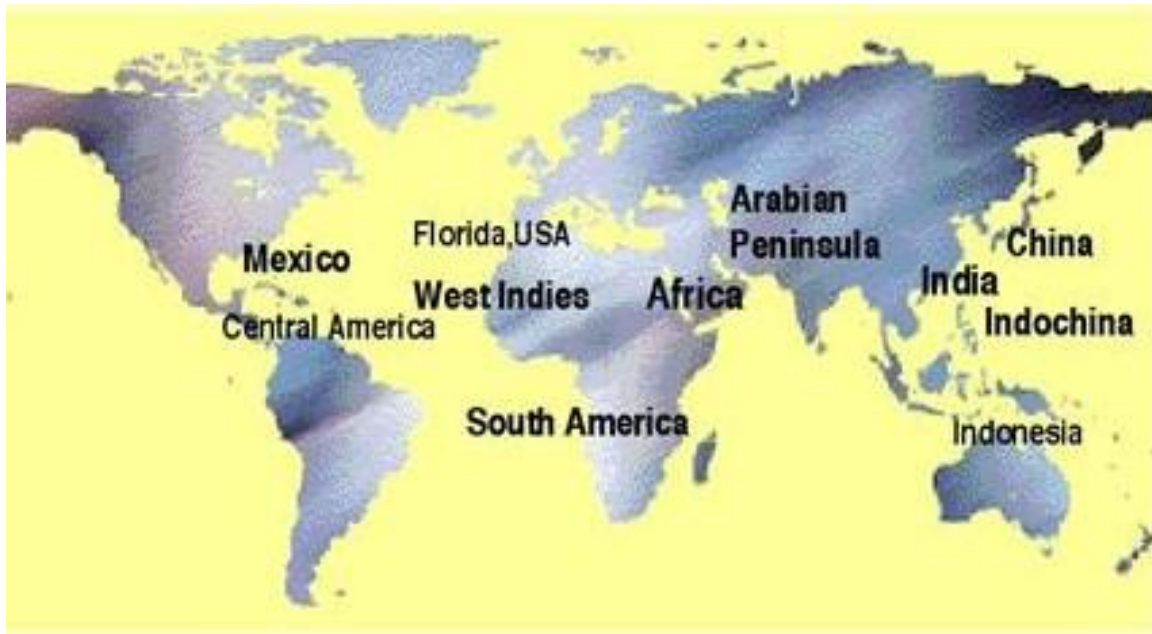 Arabian
Peninsula
Florida,USA
China
Mexico
India
West Indies
Africa
Central America
Indochina
South America
Indonesia